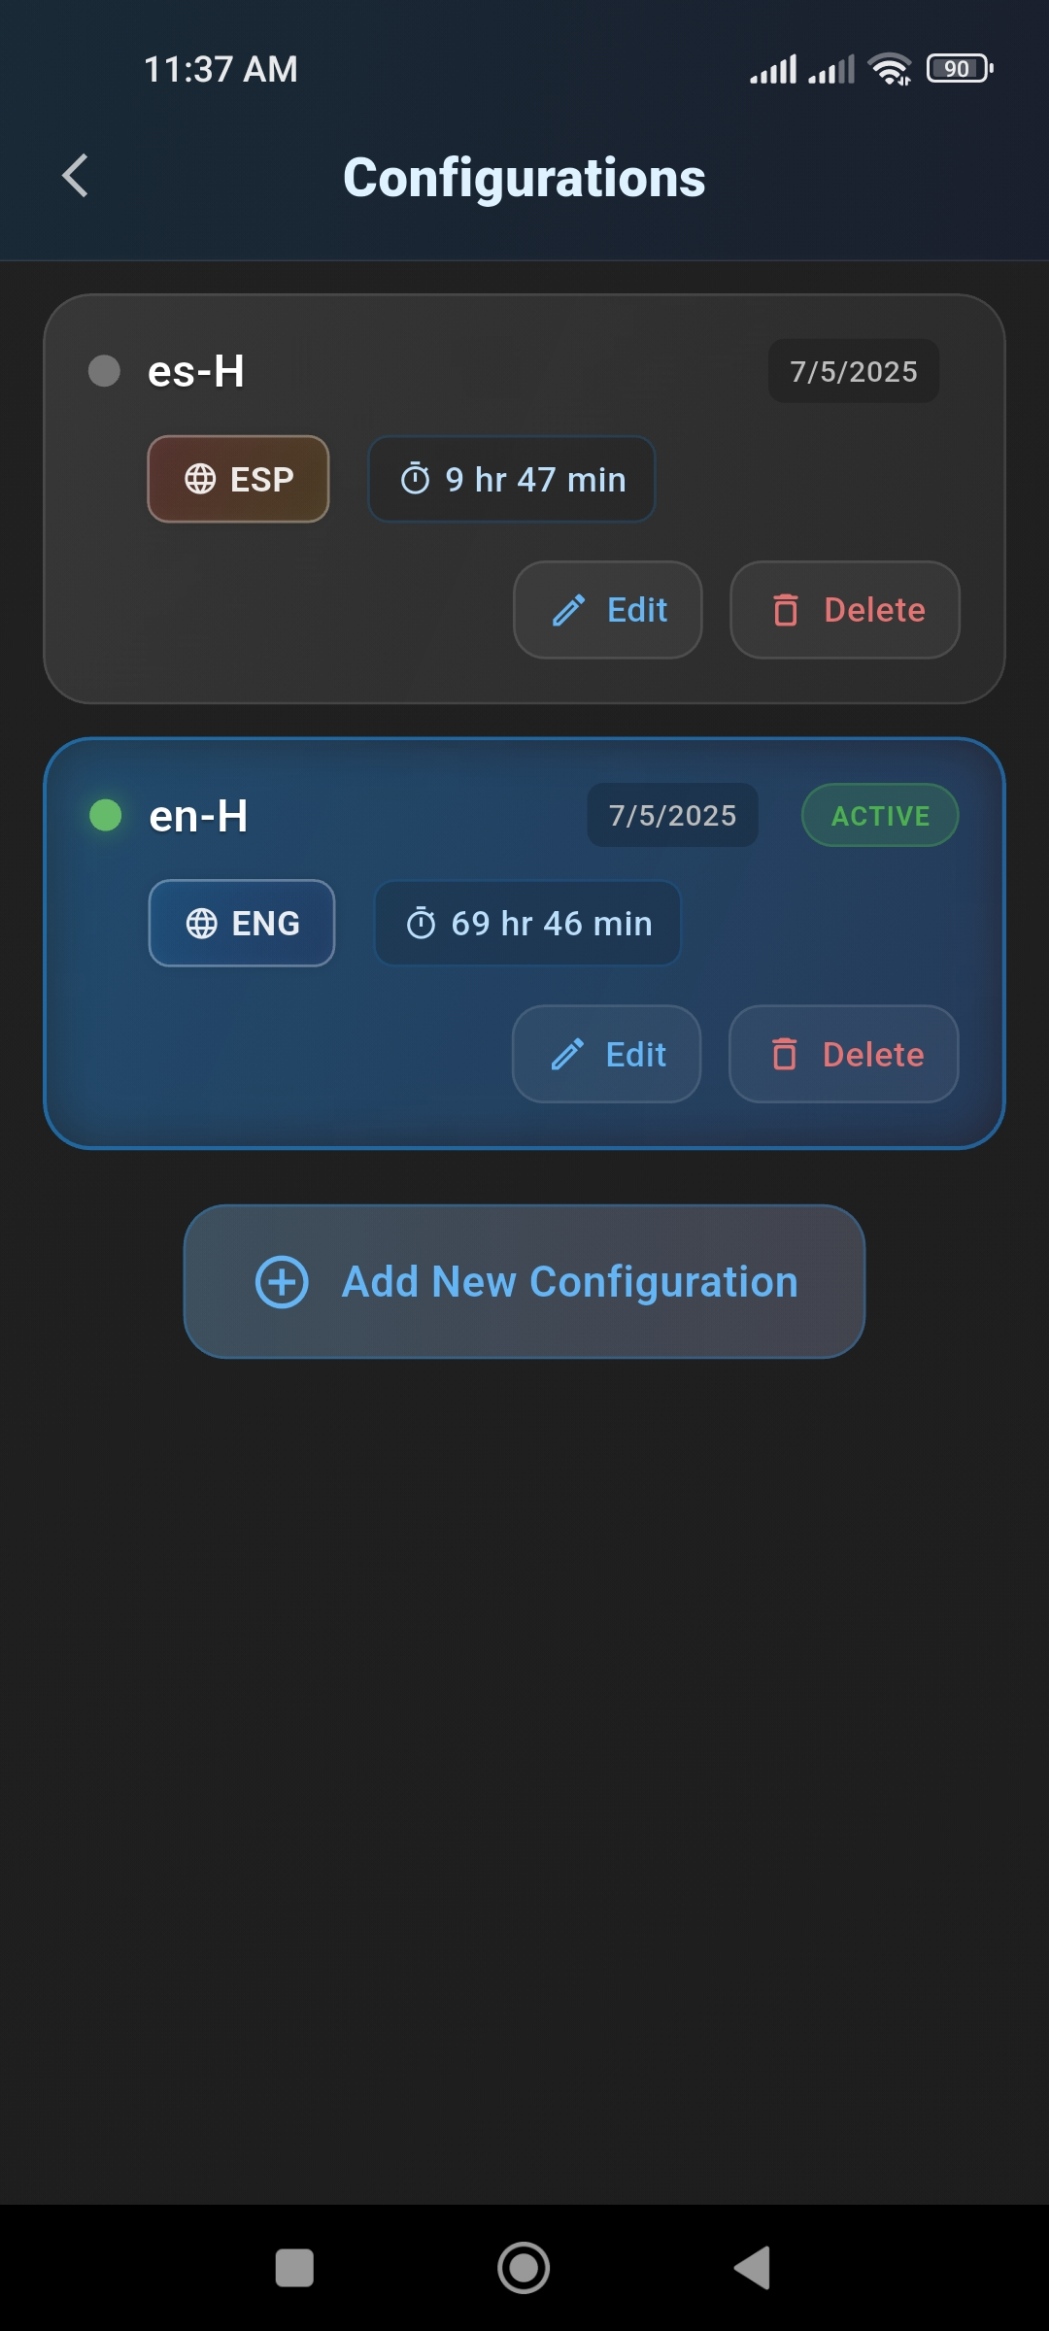 11:37 AM 90
Configurations
es-H 7/5/2025
ESP 9 hr 47 min
Edit Delete
en-H 7/5/2025 ACTIVE
ENG 69 hr 46 min
Edit Delete
Add New Configuration